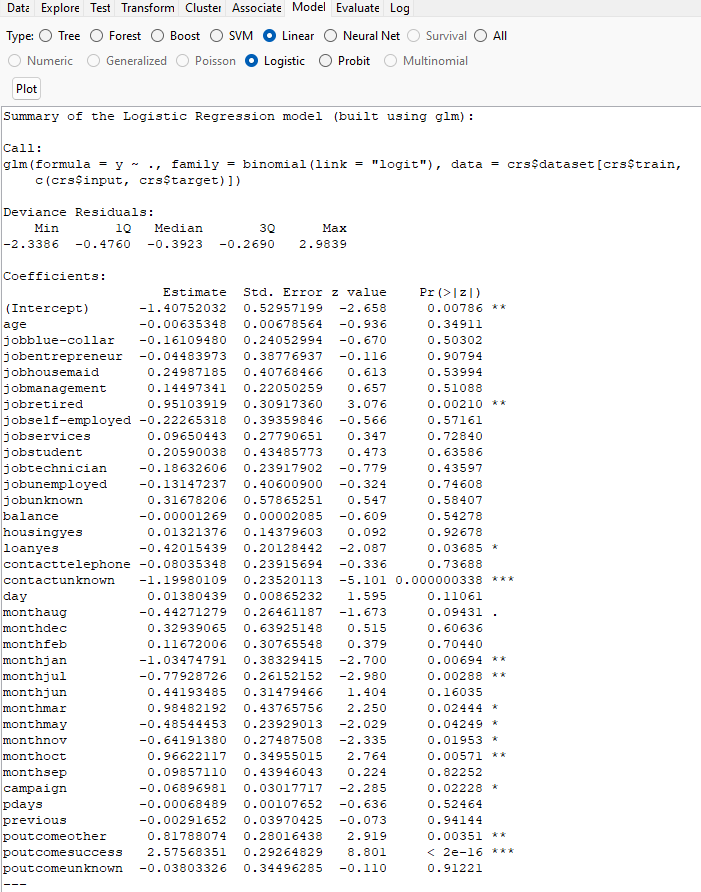 Data Explore Test Transform Cluster Associate Model Evaluate Log
Type: Tree Forest Boost SVM Linear Neural Net Survival All
Numeric Generalized Poisson Logistic Probit Multinomial
Plot
Summary of the Logistic Regression model (built using glm):
Call:
glm(formula = y ~ ., family = binomial(link = "logit"), data = crs$dataset[crs$train,
c(crs$input, crs$target)])
Deviance Residuals:
Min 1Q Median 3Q Max
-2.3386 -0.4760 -0.3923 -0.2690 2.9839
Coefficients:
Estimate Std. Error z value Pr(>|z|)
(Intercept) -1.40752032 0.52957199 -2.658 0.00786 **
age -0.00635348 0.00678564 -0.936 0.34911
jobblue-collar -0.16109480 0.24052994 -0.670 0.50302
jobentrepreneur -0.04483973 0.38776937 -0.116 0.90794
jobhousemaid 0.24987185 0.40768466 0.613 0.53994
jobmanagement 0.14497341 0.22050259 0.657 0.51088
jobretired 0.95103919 0.30917360 3.076 0.00210 **
jobself-employed -0.22265318 0.39359846 -0.566 0.57161
jobservices 0.09650443 0.27790651 0.347 0.72840
jobstudent 0.20590038 0.43485773 0.473 0.63586
jobtechnician -0.18632606 0.23917902 -0.779 0.43597
jobunemployed -0.13147237 0.40600900 -0.324 0.74608
jobunknown 0.31678206 0.57865251 0.547 0.58407
balance -0.00001269 0.00002085 -0.609 0.54278
housingyes 0.01321376 0.14379603 0.092 0.92678
loanyes -0.42015439 0.20128442 -2.087 0.03685 *
contacttelephone -0.08035348 0.23915694 -0.336 0.73688
contactunknown -1.19980109 0.23520113 -5.101 0.000000338 ***
day 0.01380439 0.00865232 1.595 0.11061
monthaug -0.44271279 0.26461187 -1.673 0.09431 .
monthdec 0.32939065 0.63925148 0.515 0.60636
monthfeb 0.11672006 0.30765548 0.379 0.70440
monthjan -1.03474791 0.38329415 -2.700 0.00694 **
monthjul -0.77928726 0.26152152 -2.980 0.00288 **
monthjun 0.44193485 0.31479466 1.404 0.16035
monthmar 0.98482192 0.43765756 2.250 0.02444 *
monthmay -0.48544453 0.23929013 -2.029 0.04249 *
monthnov -0.64191380 0.27487508 -2.335 0.01953 *
monthoct 0.96622117 0.34955015 2.764 0.00571 **
monthsep 0.09857110 0.43946043 0.224 0.82252
campaign -0.06896981 0.03017717 -2.285 0.02228 *
pdays -0.00068489 0.00107652 -0.636 0.52464
previous -0.00291652 0.03970425 -0.073 0.94144
poutcomeother 0.81788074 0.28016438 2.919 0.00351 **
poutcomesuccess 2.57568351 0.29264829 8.801 < 2e-16 ***
poutcomeunknown -0.03803326 0.34496285 -0.110 0.91221
---